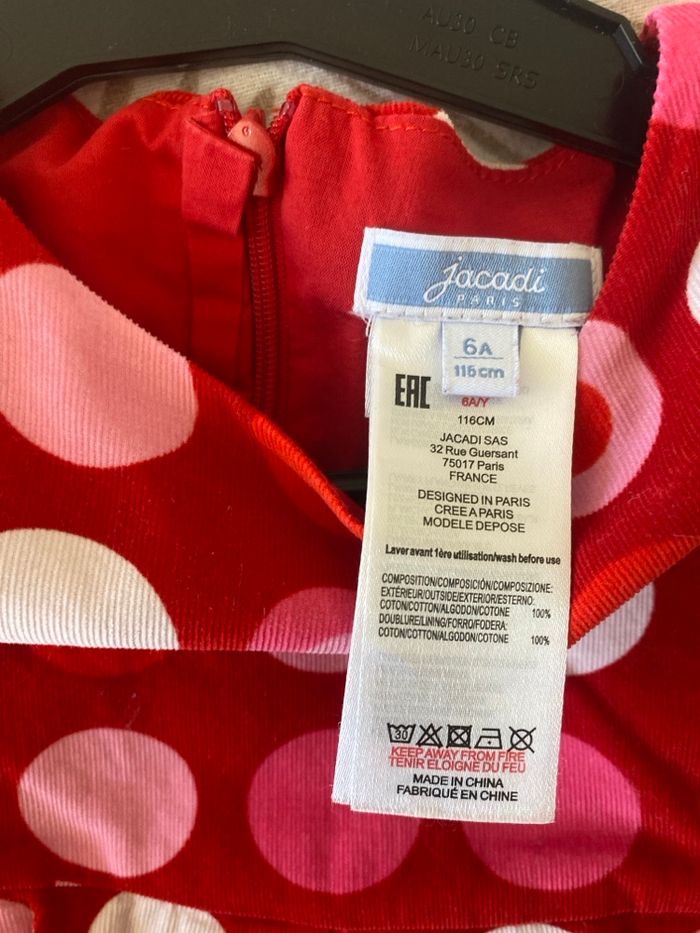 AU30 CB
MAU30 SRS
jacadi
PARIS
6A
116cm
EAC
6A/Y
116CM
JACADI SAS
32 Rue Guersant
75017 Paris
FRANCE
DESIGNED IN PARIS
CREE A PARIS
MODELE DEPOSE
Laver avant 1ère utilisation/wash before use
COMPOSITION/COMPOSICIÓN/COMPOSIZIONE:
EXTÉRIEUR/OUTSIDE/EXTERIOR/ESTERNO:
COTON/COTTON/ALGODON/COTONE 100%
DOUBLURE/LINING/FORRO/FODERA:
COTON/COTTON/ALGODON/COTONE 100%
30
KEEP AWAY FROM FIRE
TENIR ELOIGNE DU FEU
MADE IN CHINA
FABRIQUÉ EN CHINE